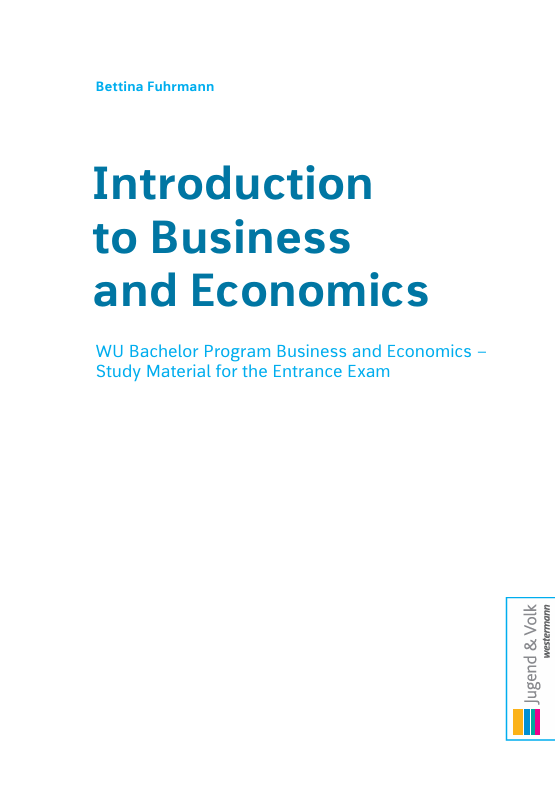 Bettina Fuhrmann
Introduction
to Business
and Economics
WU Bachelor Program Business and Economics –
Study Material for the Entrance Exam
Jugend & Volk
westermann